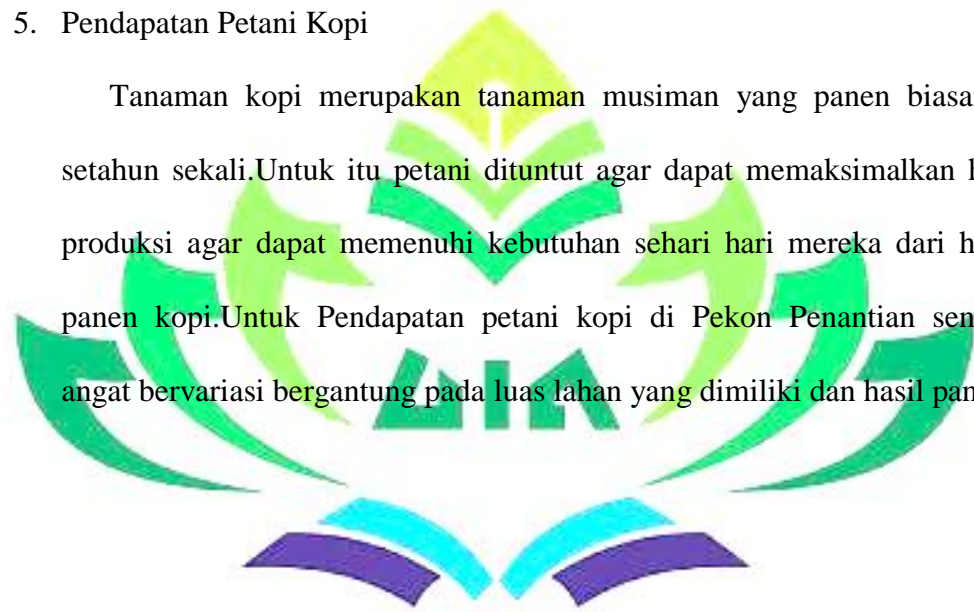 5. Pendapatan Petani Kopi
Tanaman kopi merupakan tanaman musiman yang panen
setahun sekali.Untuk itu petani dituntut agar dapat memaksimalkan
produksi agar dapat memenuhi kebutuhan sehari hari mereka dari
panen kopi.Untuk Pendapatan petani kopi di Pekon Penantian
angat bervariasi bergantung pada luas lahan yang dimiliki dan hasil